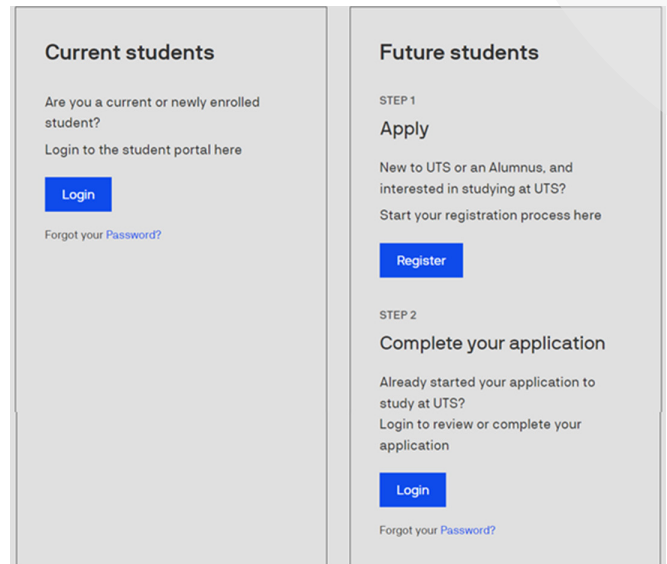 Current students
Are you a current or newly enrolled
student?
Login to the student portal here
Login
Forgot your Password?
Future students
STEP 1
Apply
New to UTS or an Alumnus, and
interested in studying at UTS?
Start your registration process here
Register
STEP 2
Complete your application
Already started your application to
study at UTS?
Login to review or complete your
application
Login
Forgot your Password?